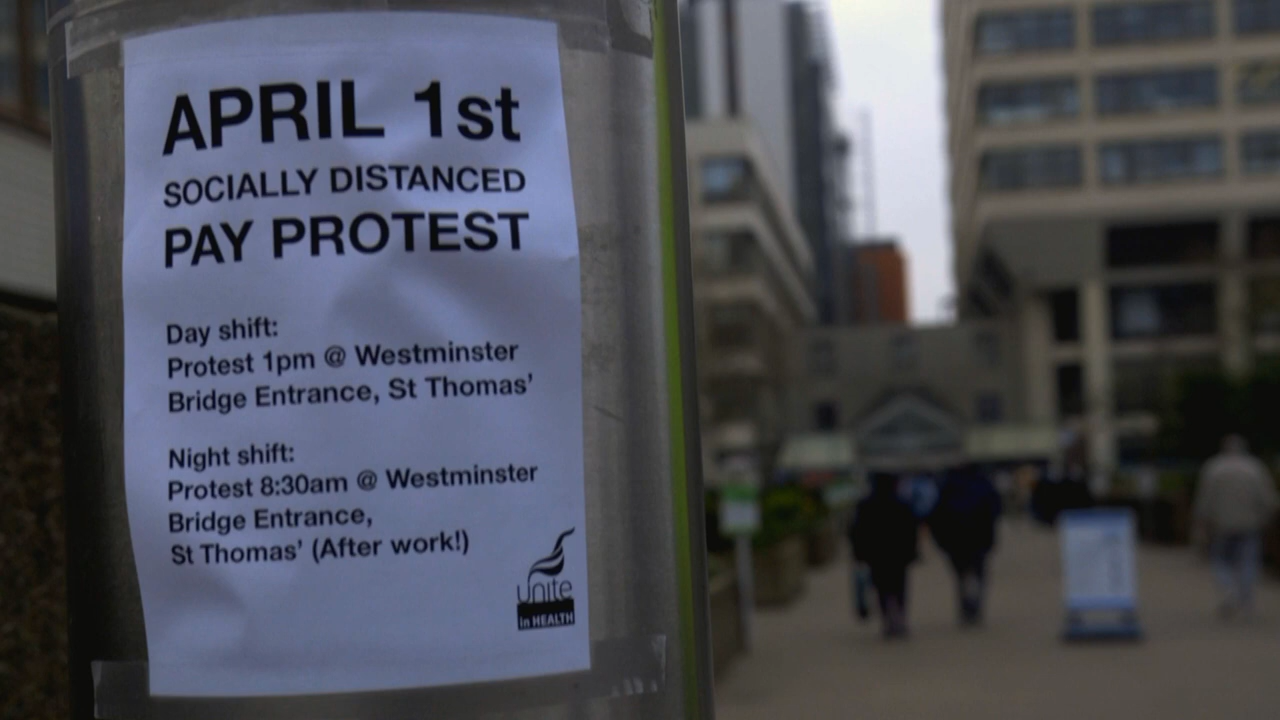 APRIL 1st
SOCIALLY DISTANCED
PAY PROTEST
Day shift:
Protest 1pm @ Westminster
Bridge Entrance, St Thomas’
Night shift:
Protest 8:30am @ Westminster
Bridge Entrance,
St Thomas’ (After work!)
unite
in HEALTH